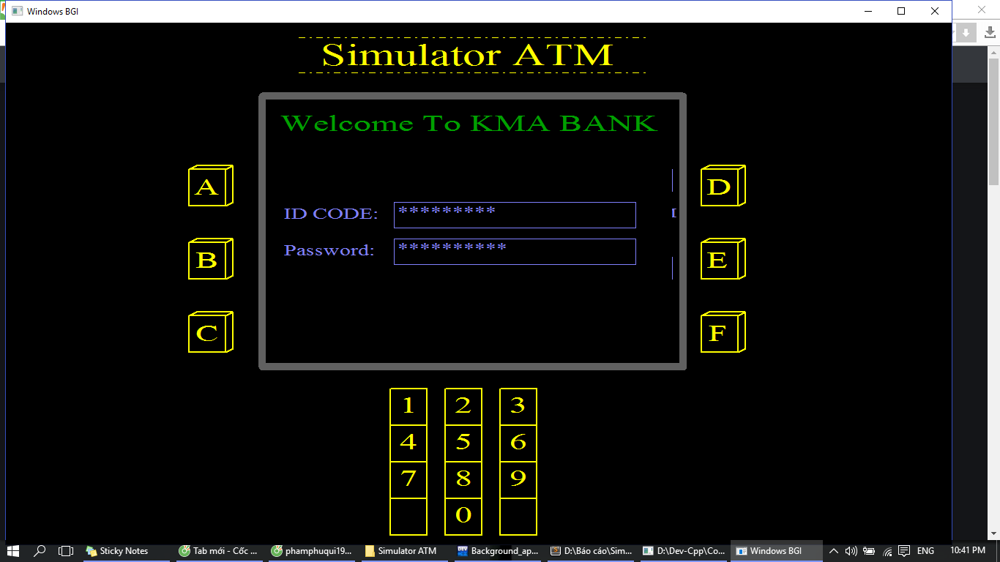 Windows BGI
Simulator ATM
Welcome To KMA BANK
A
D
ID CODE: *********
Password: **********
B
E
C
F
1 2 3
4 5 6
7 8 9
0
Sticky Notes
Tab mới - Cốc ...
phamphuqui19...
Simulator ATM
Background_ap...
D:\Báo cáo\Sim...
D:\Dev-Cpp\Co...
Windows BGI
ENG
10:41 PM